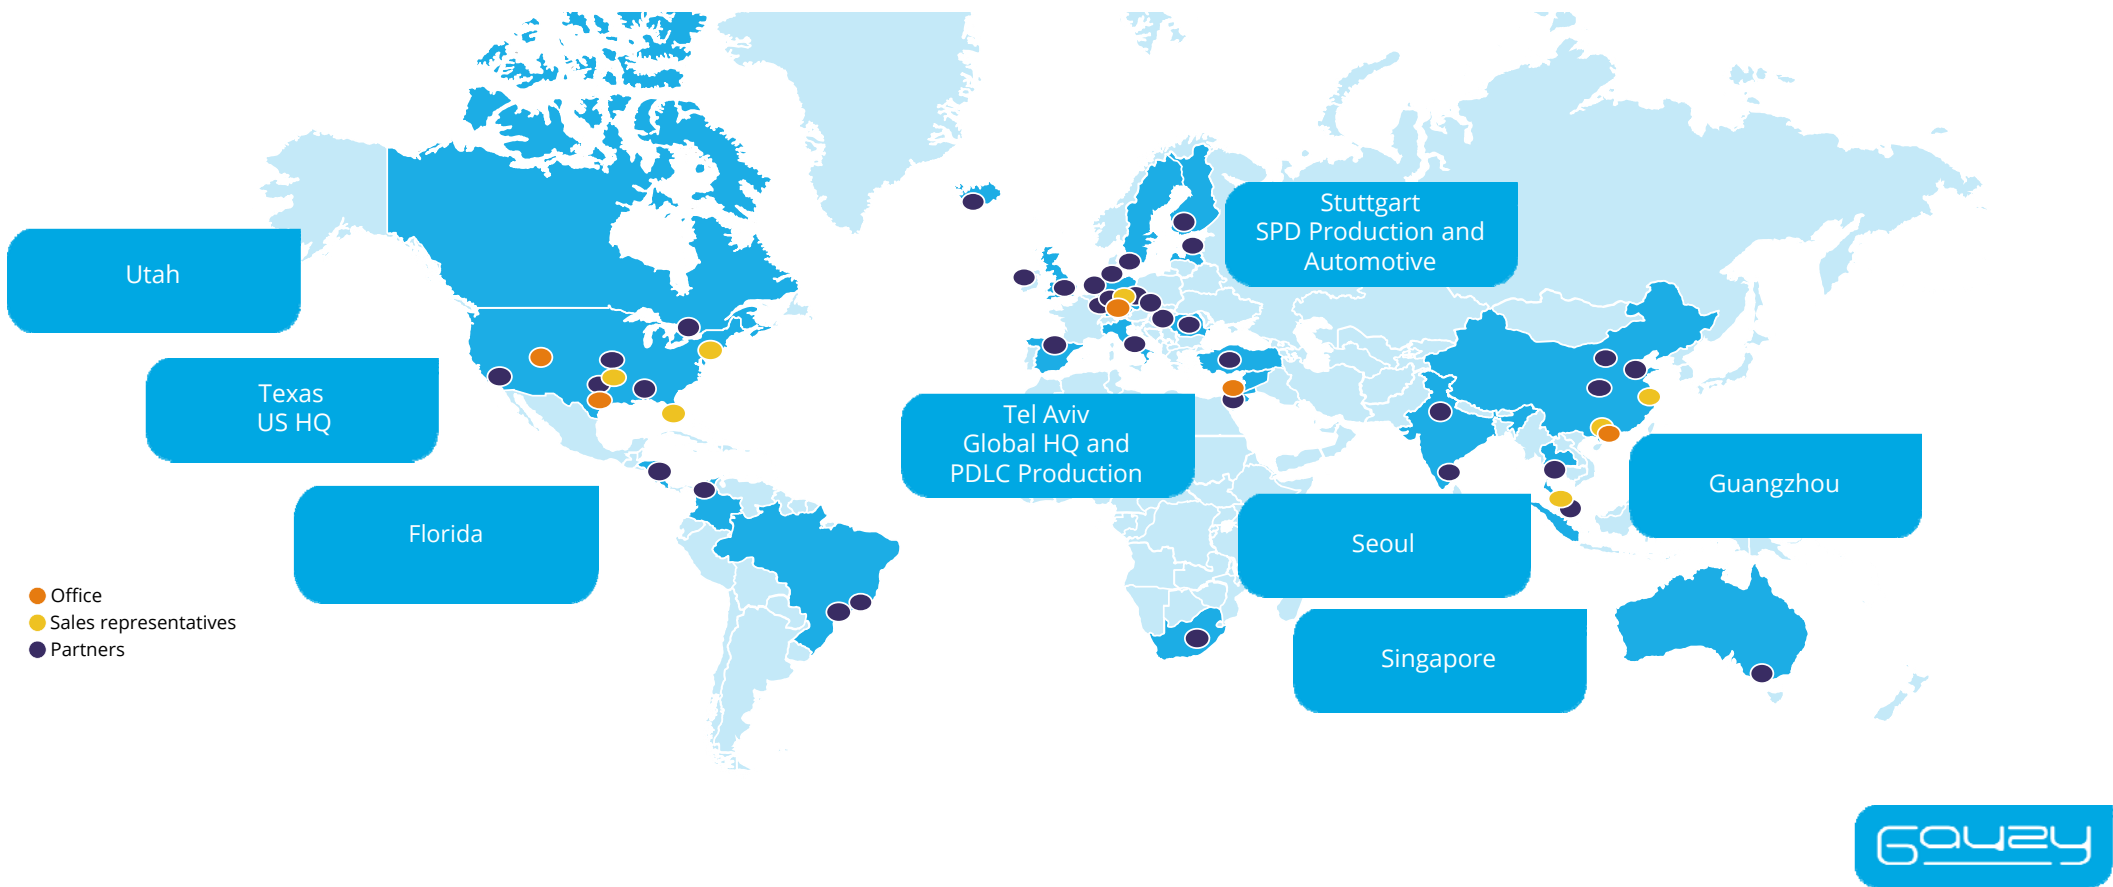 Stuttgart
SPD Production and
Automotive
Utah
Texas
US HQ
Tel Aviv
Global HQ and
PDLC Production
Guangzhou
Florida
Seoul
Office
Sales representatives
Partners
Singapore
Gauzy